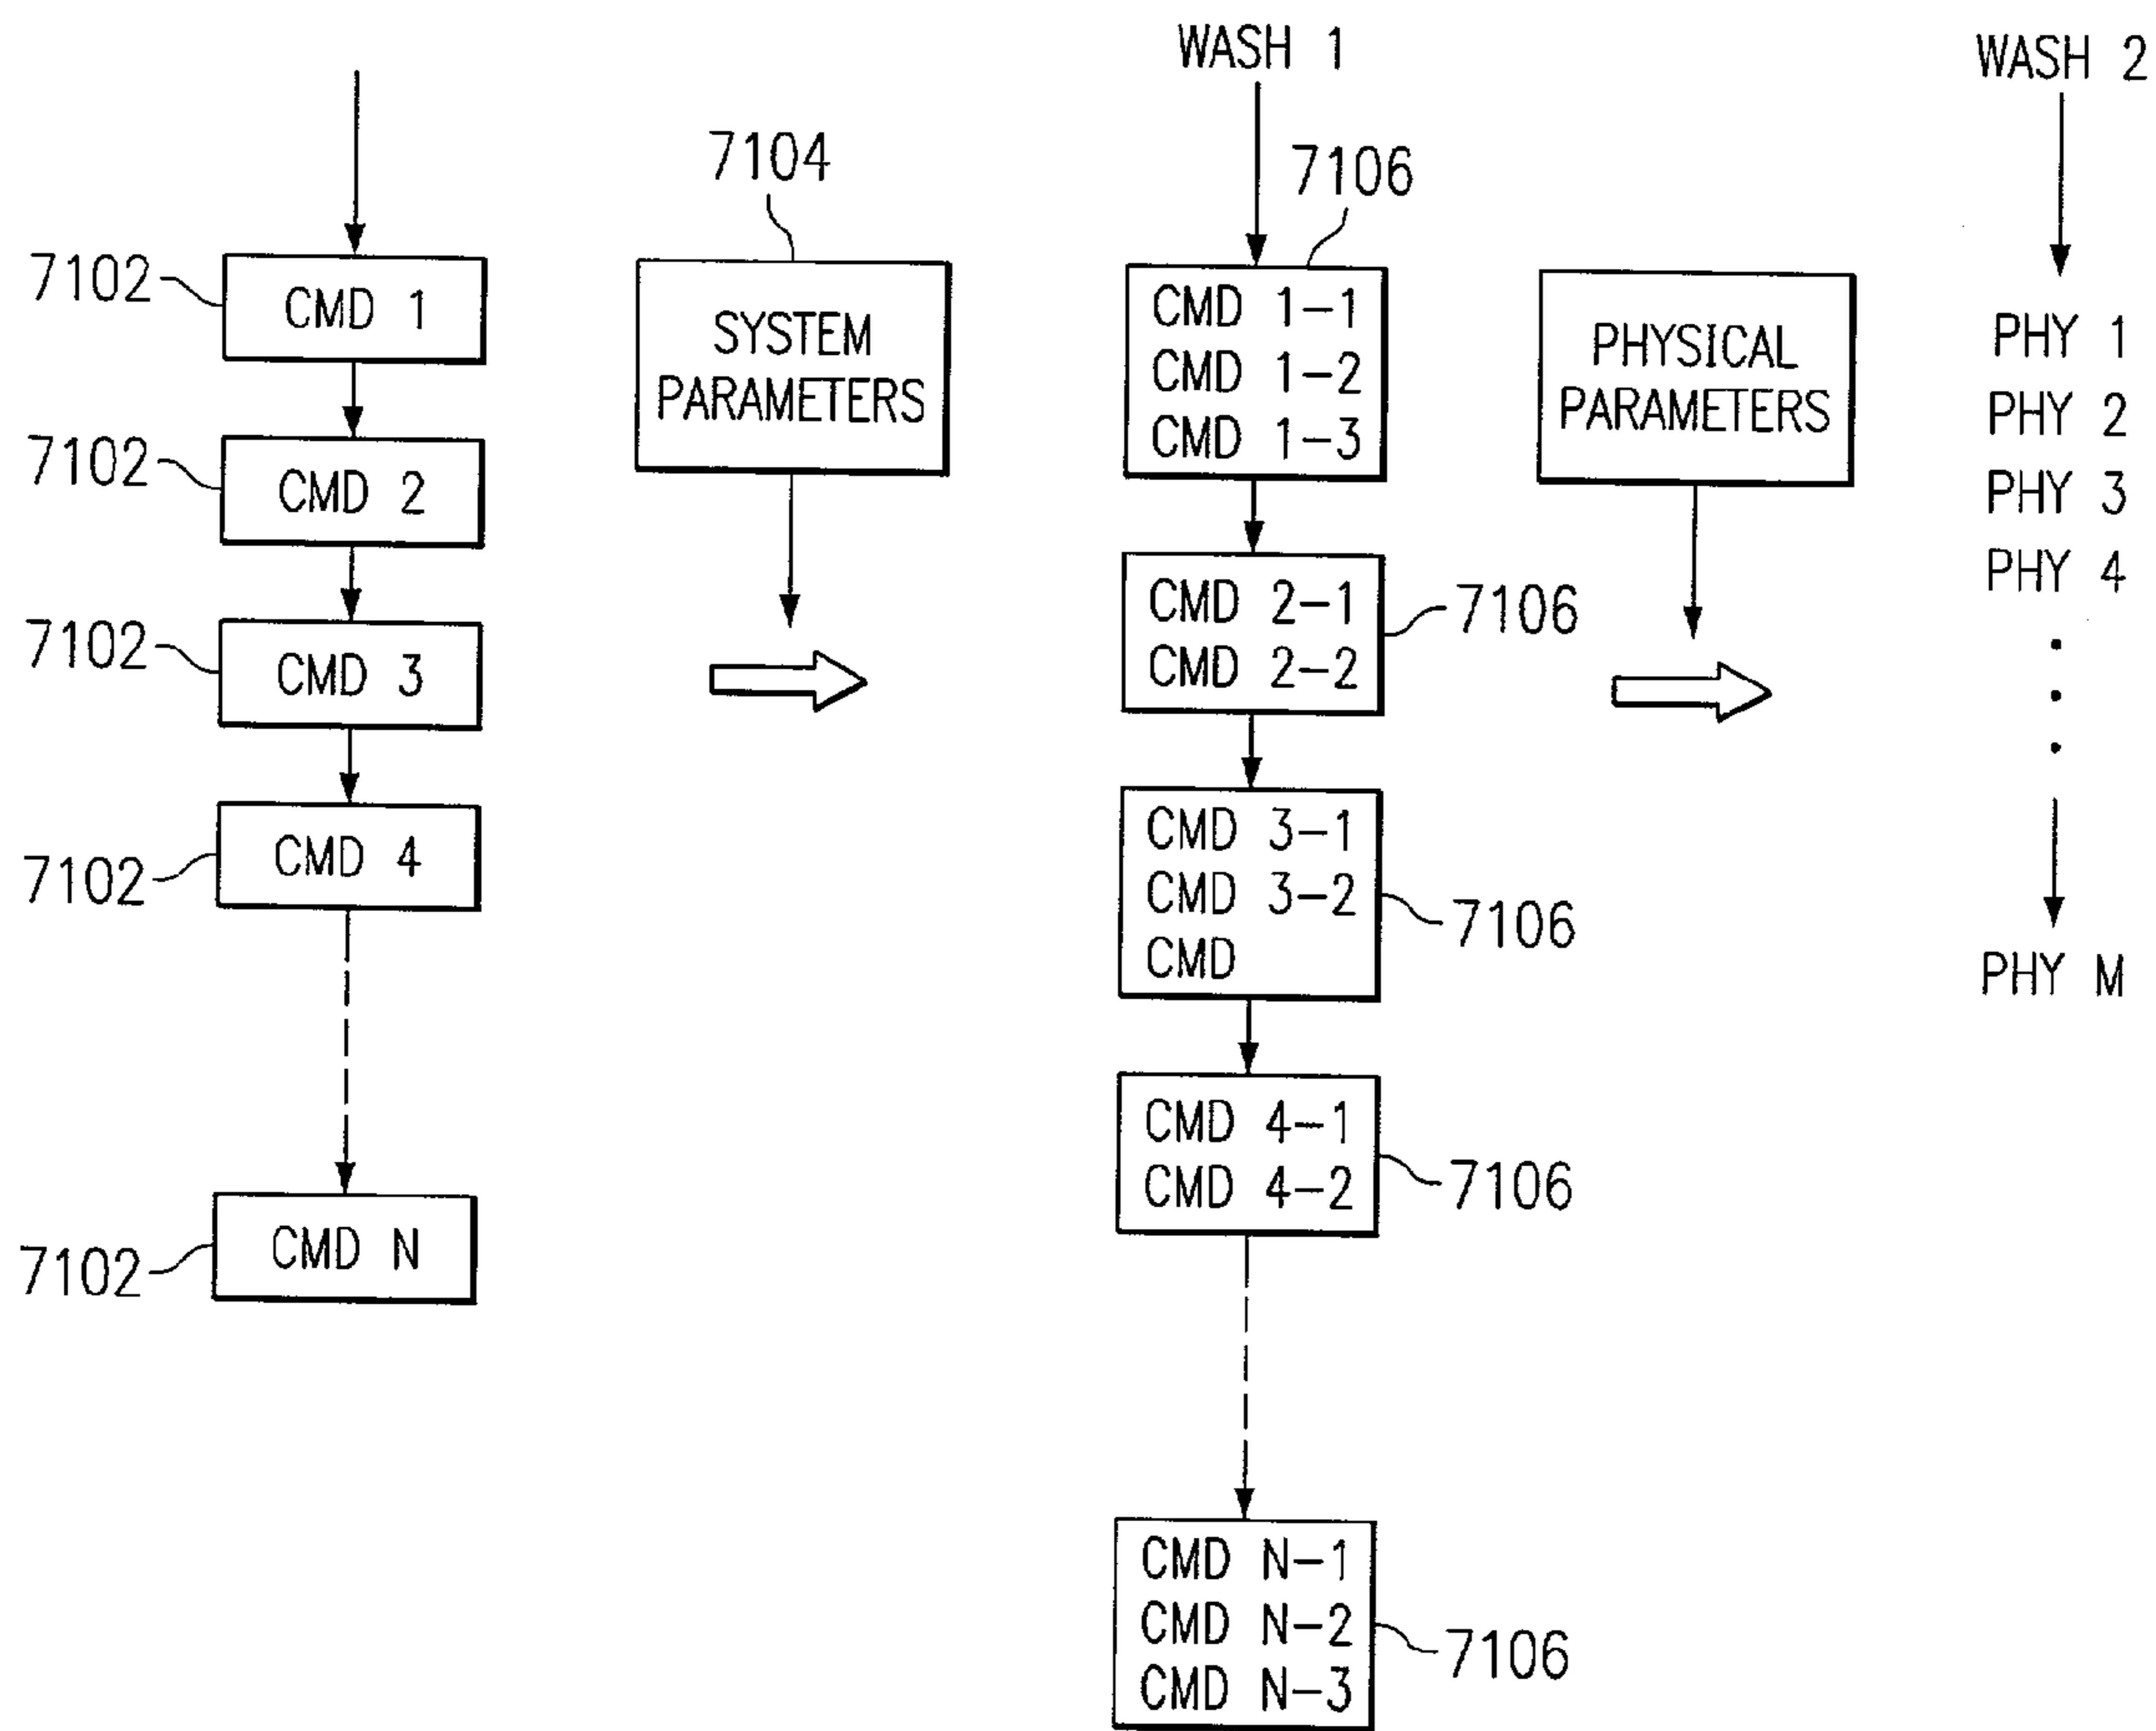 7102
CMD 1
7102
CMD 2
7102
CMD 3
7102
CMD 4
7102
CMD N
7104
SYSTEM
PARAMETERS
WASH 1
7106
CMD 1-1
CMD 1-2
CMD 1-3
CMD 2-1
CMD 2-2
7106
CMD 3-1
CMD 3-2
CMD
7106
CMD 4-1
CMD 4-2
7106
CMD N-1
CMD N-2
CMD N-3
7106
PHYSICAL
PARAMETERS
WASH 2
PHY 1
PHY 2
PHY 3
PHY 4
PHY M